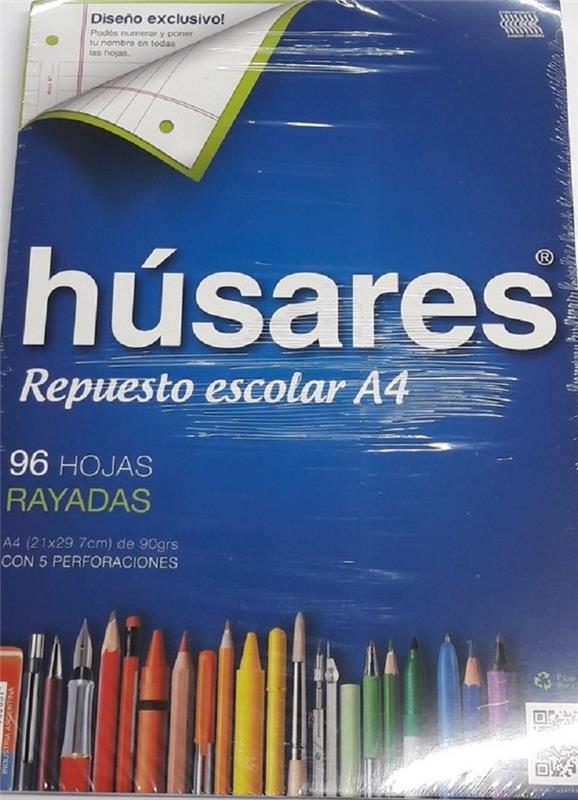 Diseño exclusivo!
Podés numerar y poner
tu nombre en todas
las hojas.
húsares®
Repuesto escolar A4
96 HOJAS
RAYADAS
A4 (21x29.7cm) de 90grs
CON 5 PERFORACIONES
INDUSTRIA ARGENTINA